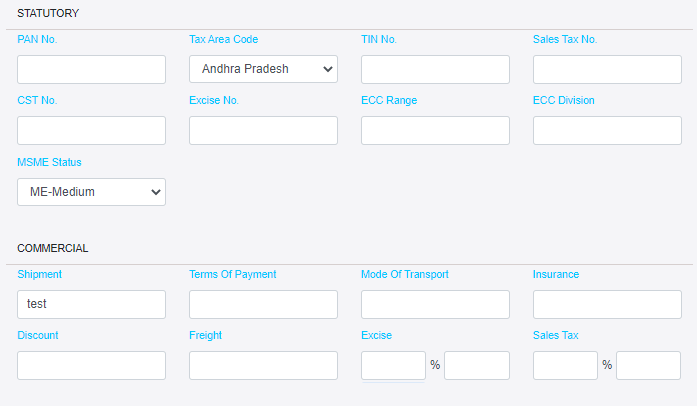 STATUTORY
PAN No. Tax Area Code TIN No. Sales Tax No.
Andhra Pradesh
CST No. Excise No. ECC Range ECC Division
MSME Status
ME-Medium
COMMERCIAL
Shipment Terms Of Payment Mode Of Transport Insurance
test
Discount Freight Excise Sales Tax
% %